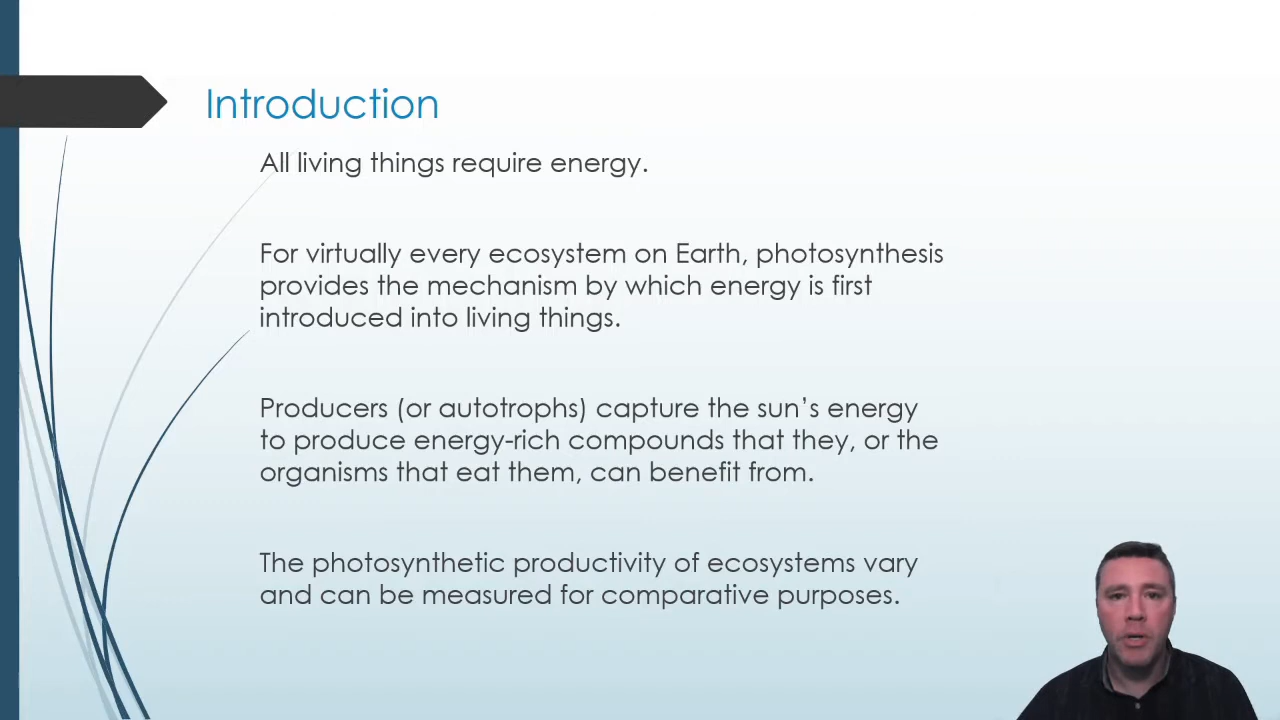 Introduction
All living things require energy.
For virtually every ecosystem on Earth, photosynthesis
provides the mechanism by which energy is first
introduced into living things.
Producers (or autotrophs) capture the sun’s energy
to produce energy-rich compounds that they, or the
organisms that eat them, can benefit from.
The photosynthetic productivity of ecosystems vary
and can be measured for comparative purposes.